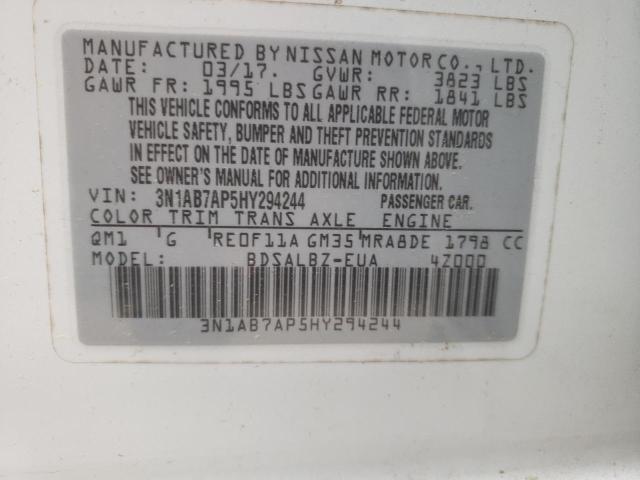 MANUFACTURED BY NISSAN MOTOR CO., LTD.
DATE: 03/17. GVWR: 3823 LBS
GAWR FR: 1995 LBS GAWR RR: 1841 LBS
THIS VEHICLE CONFORMS TO ALL APPLICABLE FEDERAL MOTOR
VEHICLE SAFETY, BUMPER AND THEFT PREVENTION STANDARDS
IN EFFECT ON THE DATE OF MANUFACTURE SHOWN ABOVE.
SEE OWNER'S MANUAL FOR ADDITIONAL INFORMATION.
VIN: 3N1AB7AP5HY294244 PASSENGER CAR.
COLOR TRIM TRANS AXLE ENGINE
QM1 G RE0F11A GM35 MRA8DE 1798 CC
MODEL: BDSALBZ-EUA 4Z000
3N1AB7AP5HY294244